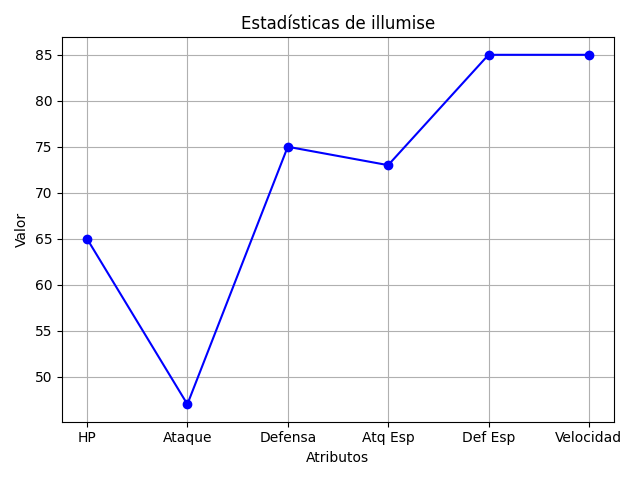 Estadísticas de illumise
Valor
85
80
75
70
65
60
55
50
HP Ataque Defensa Atq Esp Def Esp Velocidad
Atributos